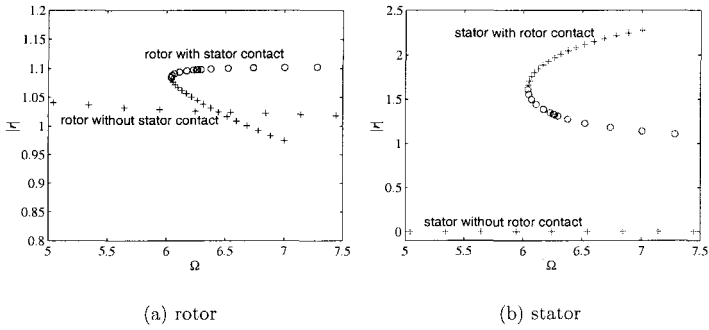 1.2
1.15
1.10
1.05
1
0.95
0.9
0.85
0.8
|r|
rotor with stator contact
rotor without stator contact
5 5.5 6 6.5 7 7.5
Ω
(a) rotor
2.5
2
1.5
1
0.5
0
|r|
stator with rotor contact
stator without rotor contact
5 5.5 6 6.5 7 7.5
Ω
(b) stator